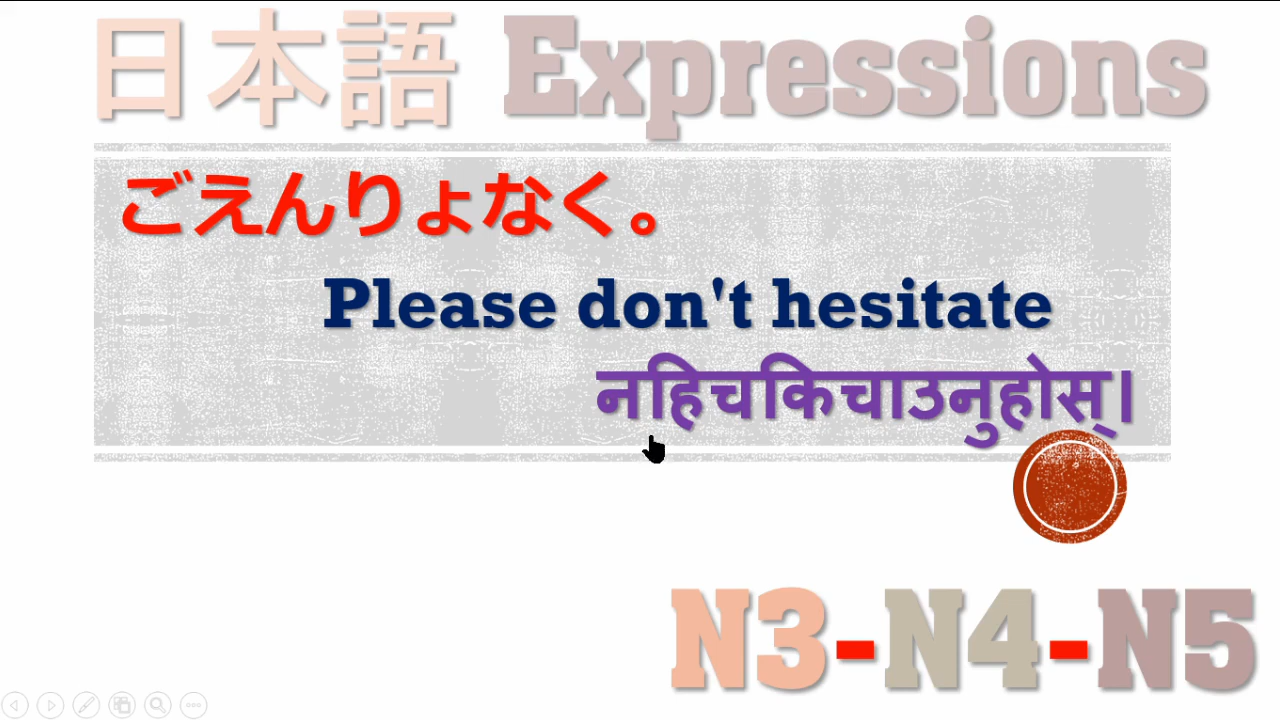 日本語 Expressions
ごえんりょなく。
Please don't hesitate
नहिचकिचाउनुहोस्।
N3-N4-N5